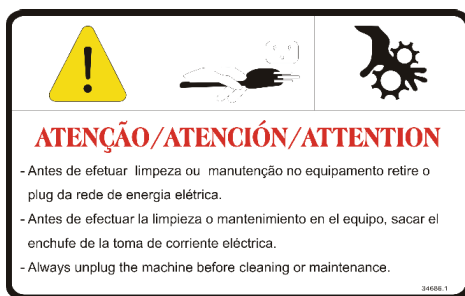 ATENÇÃO/ATENCIÓN/ATTENTION
- Antes de efetuar limpeza ou manutenção no equipamento retire o
plug da rede de energia elétrica.
- Antes de efectuar la limpieza o mantenimiento en el equipo, sacar el
enchufe de la toma de corriente eléctrica.
- Always unplug the machine before cleaning or maintenance.
34686.1